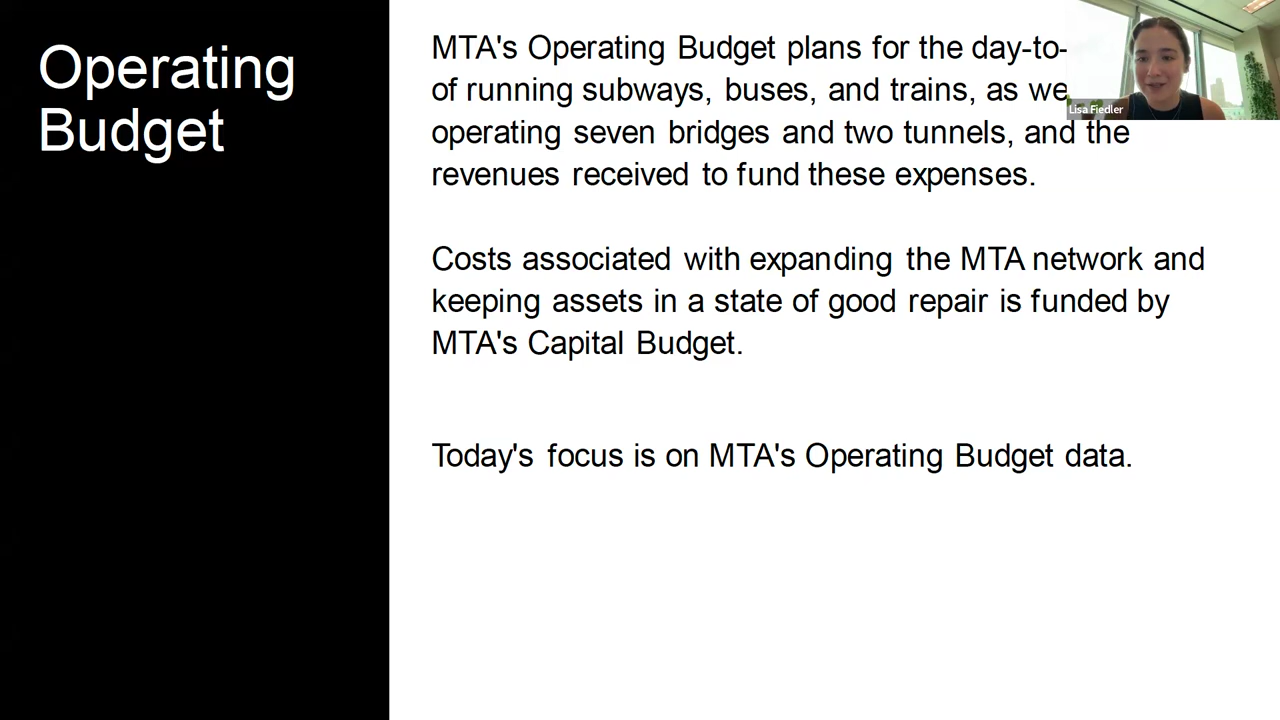 Operating
Budget
MTA's Operating Budget plans for the day-to-
of running subways, buses, and trains, as we
operating seven bridges and two tunnels, and the
revenues received to fund these expenses.
Costs associated with expanding the MTA network and
keeping assets in a state of good repair is funded by
MTA's Capital Budget.
Today's focus is on MTA's Operating Budget data.
Lisa Fiedler